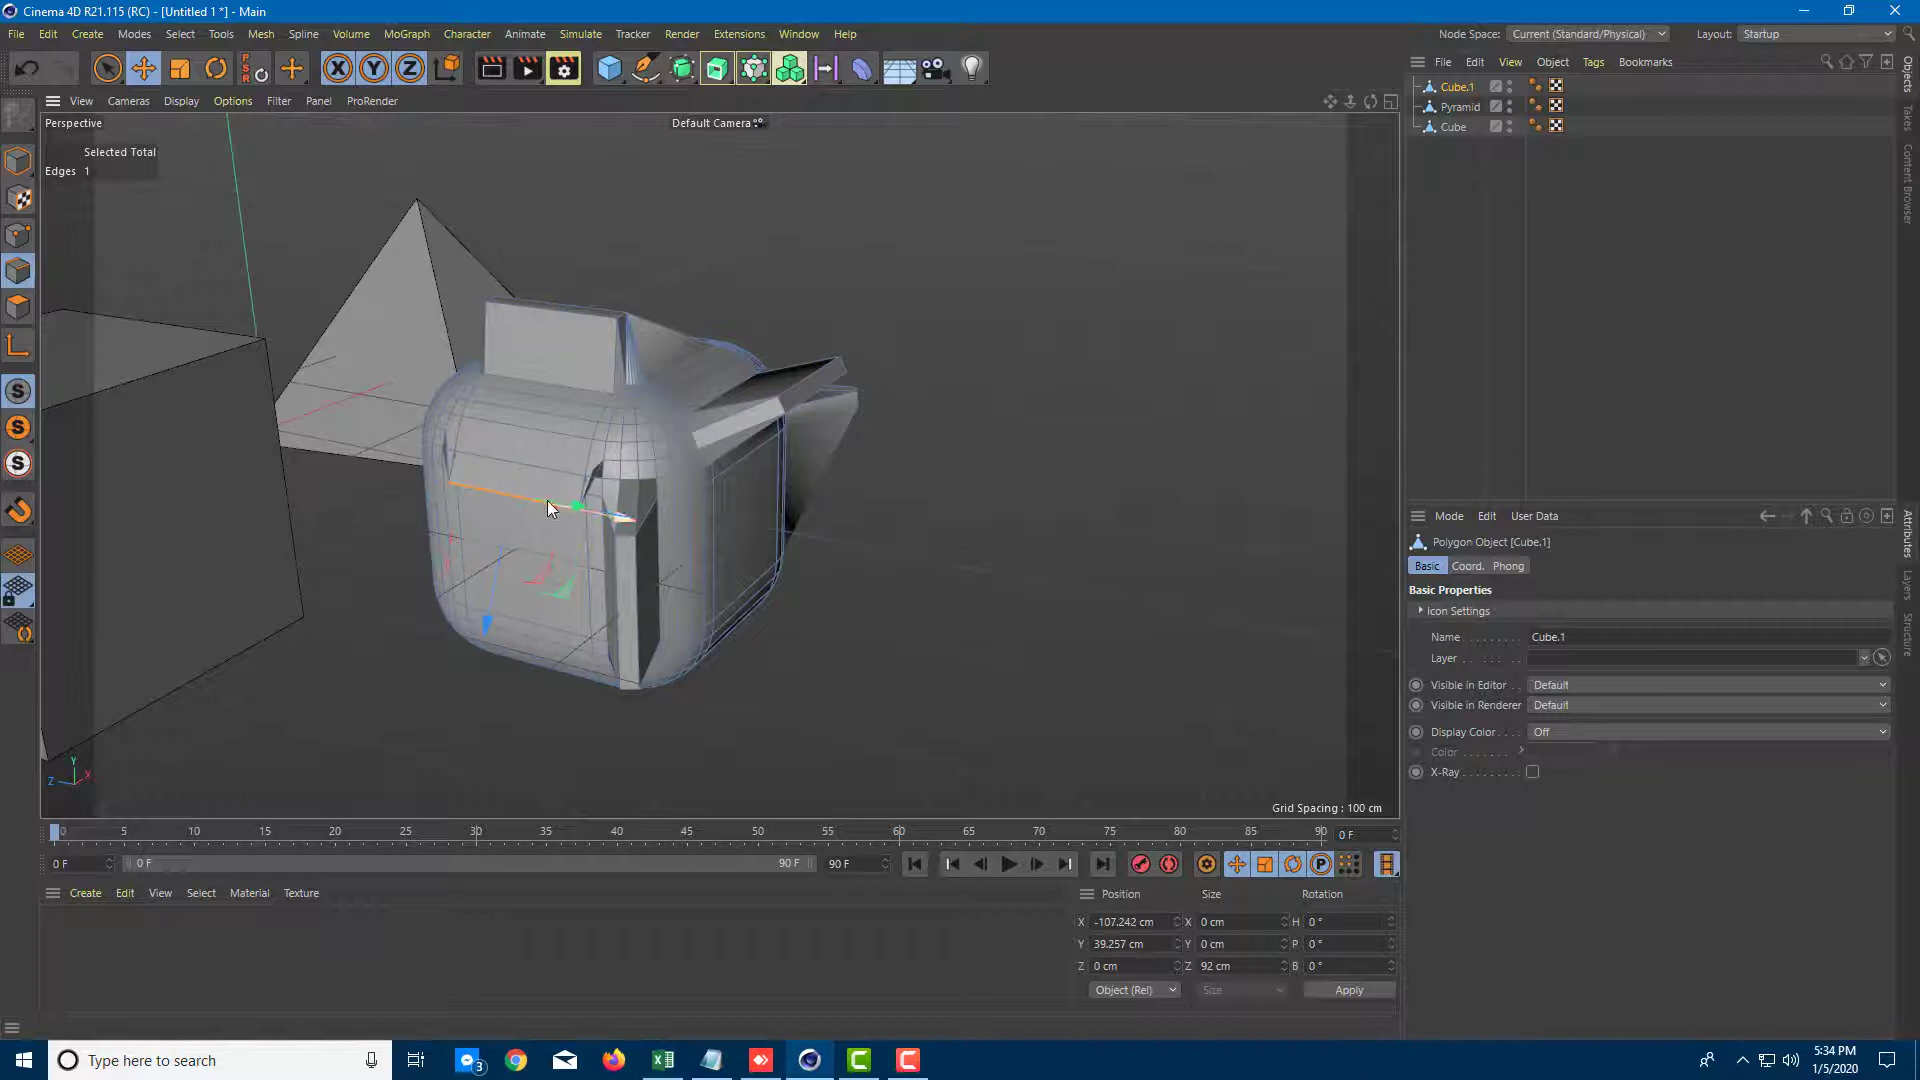 Cinema 4D R21.115 (RC) - [Untitled 1 *] - Main
File Edit Create Modes Select Tools Mesh Spline Volume MoGraph Character Animate Simulate Tracker Render Extensions Window Help
Node Space: Current (Standard/Physical) Layout: Startup
P S R X Y Z
File Edit View Object Tags Bookmarks
View Cameras Display Options Filter Panel ProRender
Cube.1
Pyramid
Cube
Perspective
Default Camera
Selected Total
Edges 1
Objects
Takes
Content Browser
S
S
S
Mode Edit User Data
Polygon Object [Cube.1]
Basic Coord. Phong
Basic Properties
Icon Settings
Name Cube.1
Layer
Visible in Editor Default
Visible in Renderer Default
Display Color Off
Color
X-Ray
Attributes
Layers
Structure
Y
Z X
Grid Spacing : 100 cm
0 5 10 15 20 25 30 35 40 45 50 55 60 65 70 75 80 85 90 0 F
0 F 0 F 90 F 90 F P
Create Edit View Select Material Texture
Position Size Rotation
X -107.242 cm X 0 cm H 0 °
Y 39.257 cm Y 0 cm P 0 °
Z 0 cm Z 92 cm B 0 °
Object (Rel) Size Apply
Type here to search
3
5:34 PM
1/5/2020